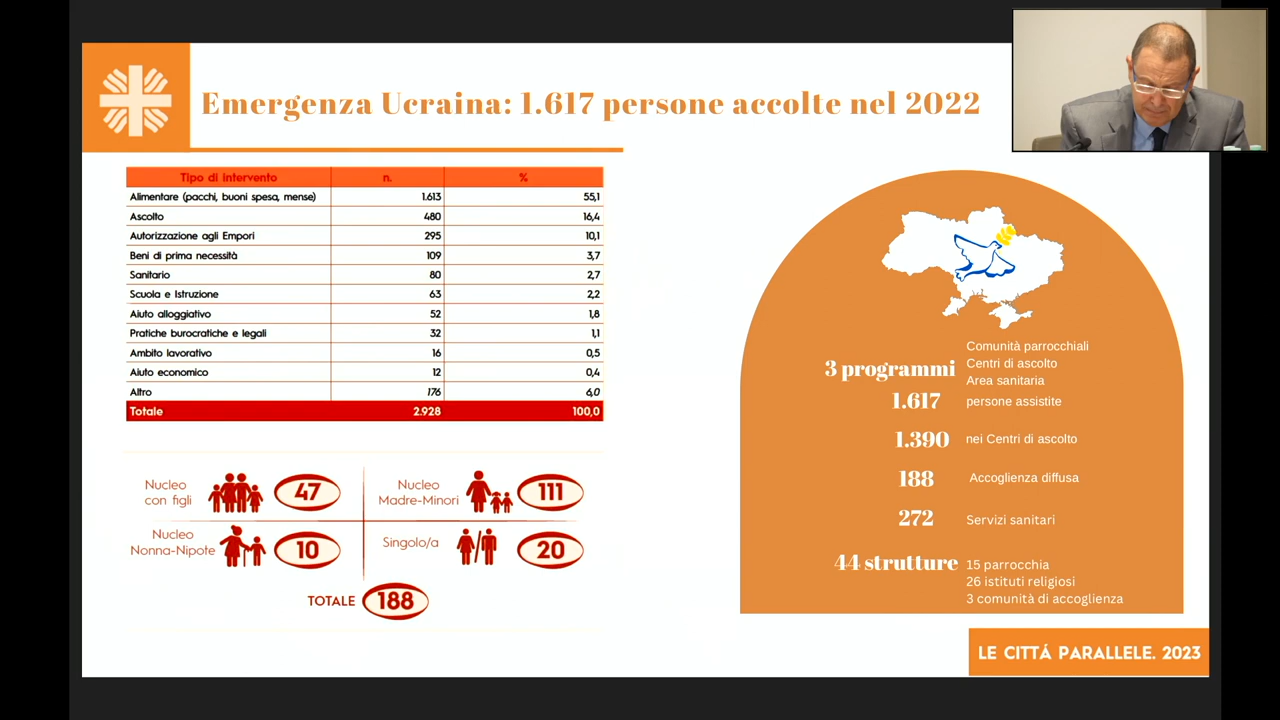 Emergenza Ucraina: 1.617 persone accolte nel 2022
Tipo di intervento n. %
Alimentare (pacchi, buoni spesa, mense) 1.613 55,1
Ascolto 480 16,4
Autorizzazione agli Empori 295 10,1
Beni di prima necessità 109 3,7
Sanitario 80 2,7
Scuola e Istruzione 63 2,2
Aiuto alloggiativo 52 1,8
Pratiche burocratiche e legali 32 1,1
Ambito lavorativo 16 0,5
Aiuto economico 12 0,4
Altro 176 6,0
Totale 2.928 100,0
Nucleo
con figli 47
Nucleo
Madre-Minori 111
Nucleo
Nonna-Nipote 10
Singolo/a 20
TOTALE 188
3 programmi
Comunità parrocchiali
Centri di ascolto
Area sanitaria
1.617 persone assistite
1.390 nei Centri di ascolto
188 Accoglienza diffusa
272 Servizi sanitari
44 strutture 15 parrocchia
26 istituti religiosi
3 comunità di accoglienza
LE CITTÁ PARALLELE. 2023